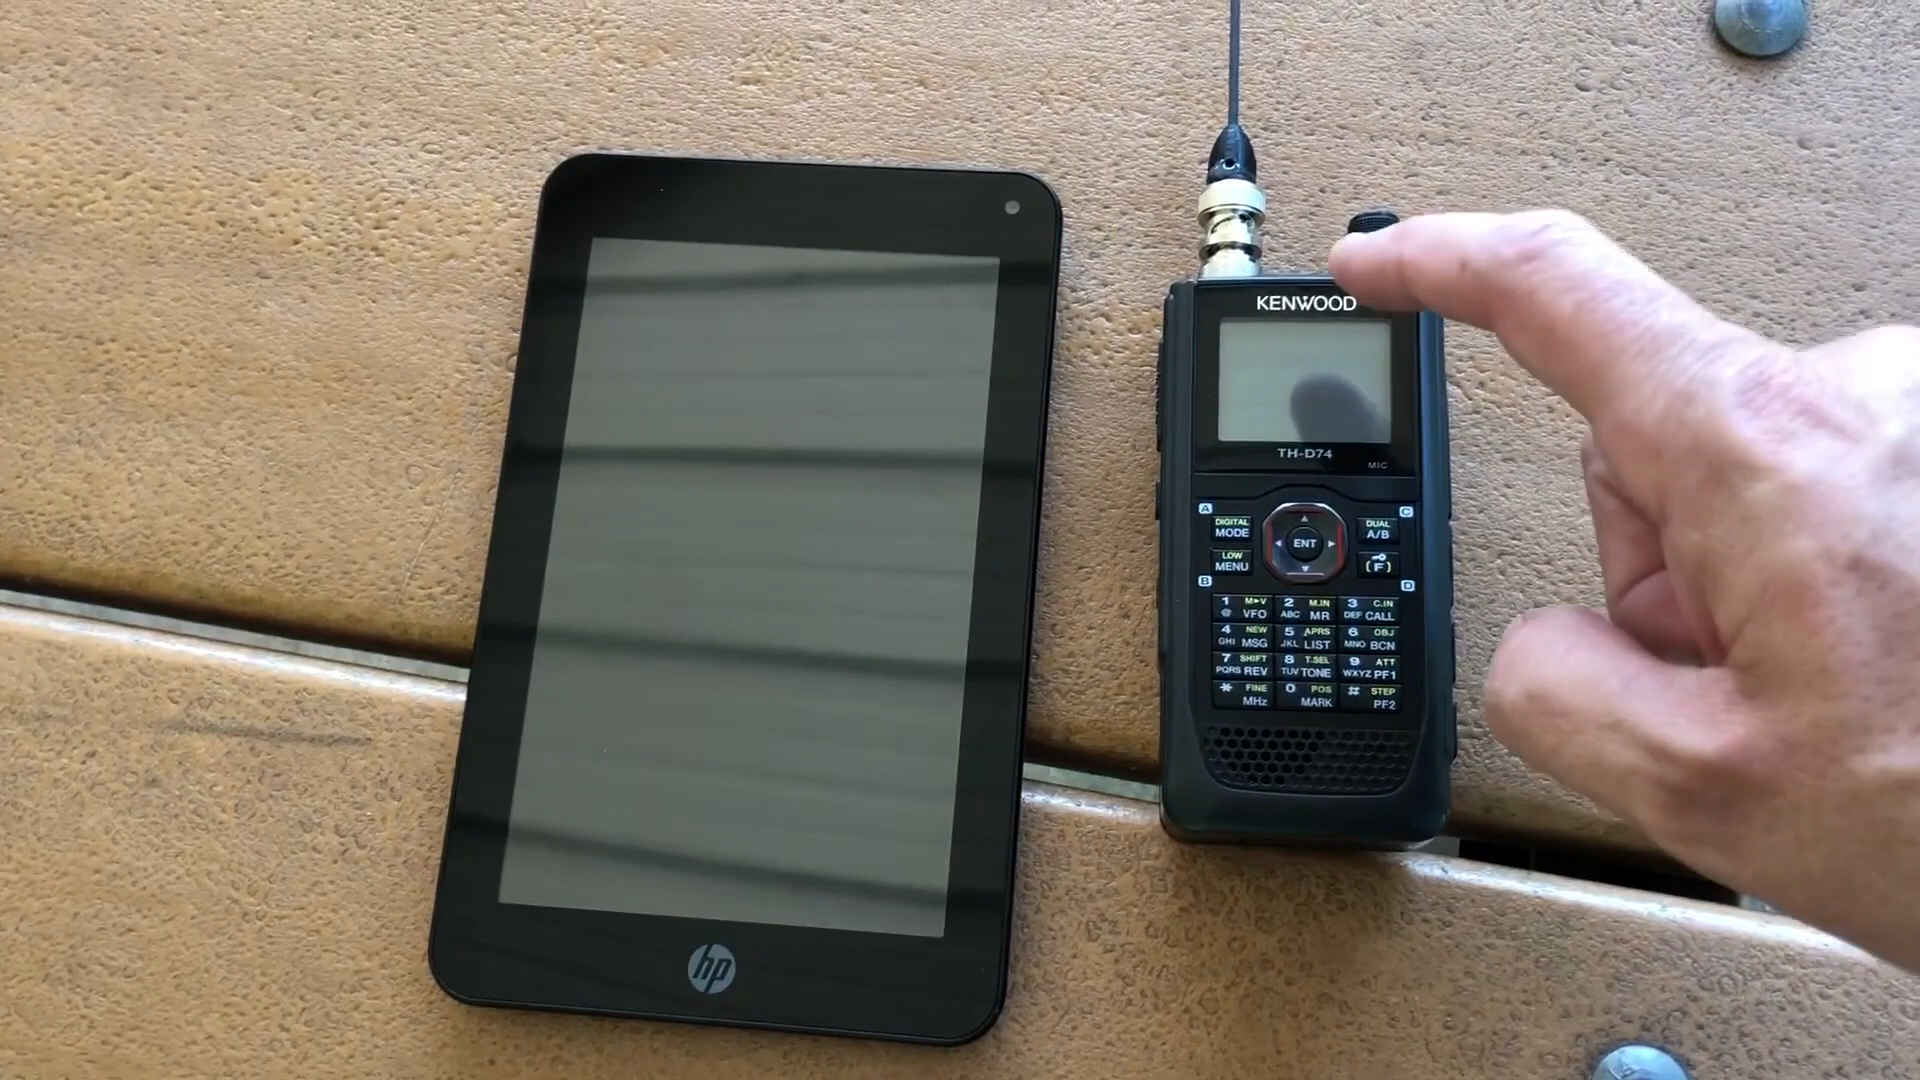 KENWOOD
TH-D74
MIC
A
C
DIGITAL
MODE
ENT
DUAL
A/B
LOW
MENU
(F)
B
D
1 M►V
@ VFO
2 M.IN
ABC MR
3 C.IN
DEF CALL
4 NEW
GHI MSG
5 APRS
JKL LIST
6 OBJ
MNO BCN
7 SHIFT
PQRS REV
8 T.SEL
TUV TONE
9 ATT
WXYZ PF1
* FINE
MHz
0 POS
MARK
# STEP
PF2
hp